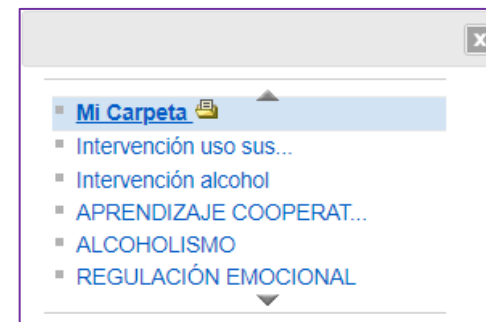 x
Mi Carpeta
Intervención uso sus...
Intervención alcohol
APRENDIZAJE COOPERAT...
ALCOHOLISMO
REGULACIÓN EMOCIONAL